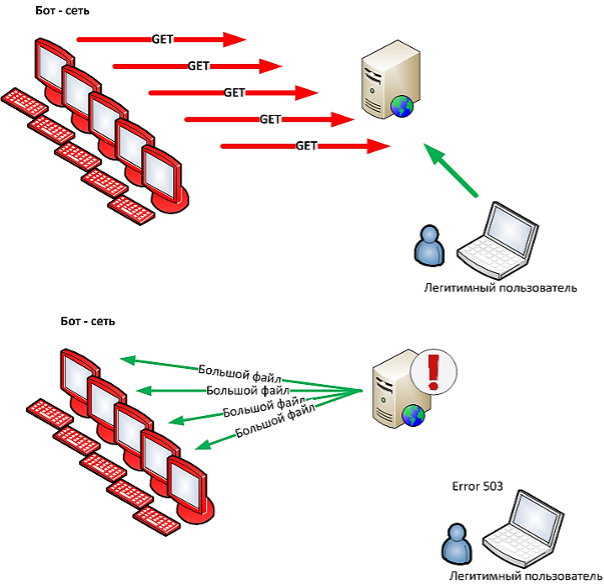 Бот - сеть
GET
GET
GET
GET
GET
Легитимный пользователь
Бот - сеть
Большой файл
Большой файл
Большой файл
Большой файл
Error 503
Легитимный пользователь